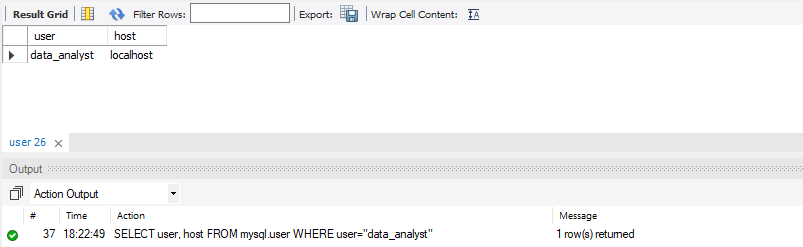 Result Grid Filter Rows: Export: Wrap Cell Content: IA
user host
data_analyst localhost
user 26 ×
Output
Action Output
# Time Action Message
37 18:22:49 SELECT user, host FROM mysql.user WHERE user="data_analyst" 1 row(s) returned